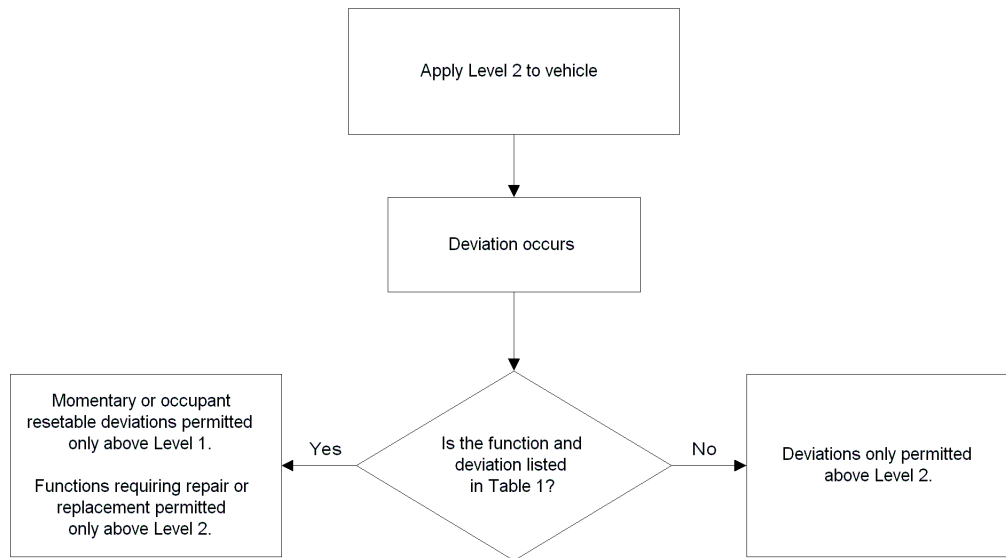 Apply Level 2 to vehicle
Deviation occurs
Momentary or occupant
resetable deviations permitted
only above Level 1.
Functions requiring repair or
replacement permitted
only above Level 2.
Yes
Is the function and
deviation listed
in Table 1?
No
Deviations only permitted
above Level 2.